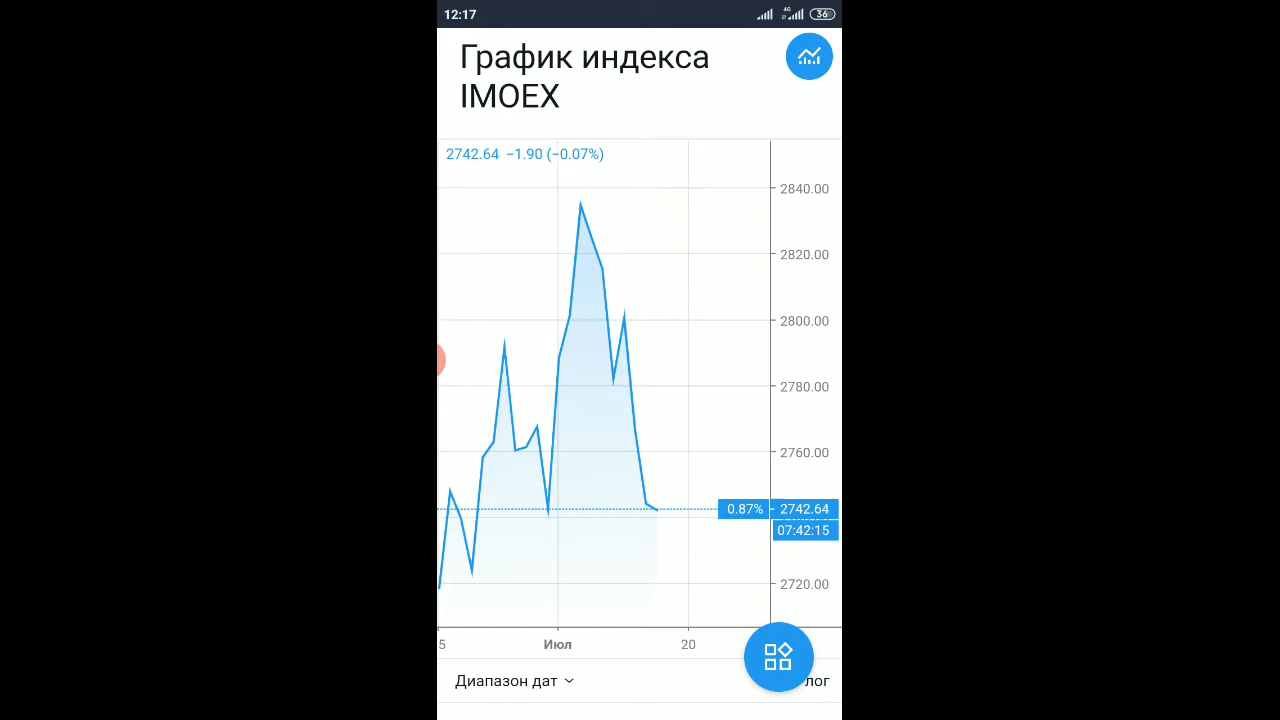 12:17
4G
36
График индекса
IMOEX
2742.64 −1.90 (−0.07%)
2840.00
2820.00
2800.00
2780.00
2760.00
0.87% 2742.64
07:42:15
2720.00
5 Июл 20
Диапазон дат
лог